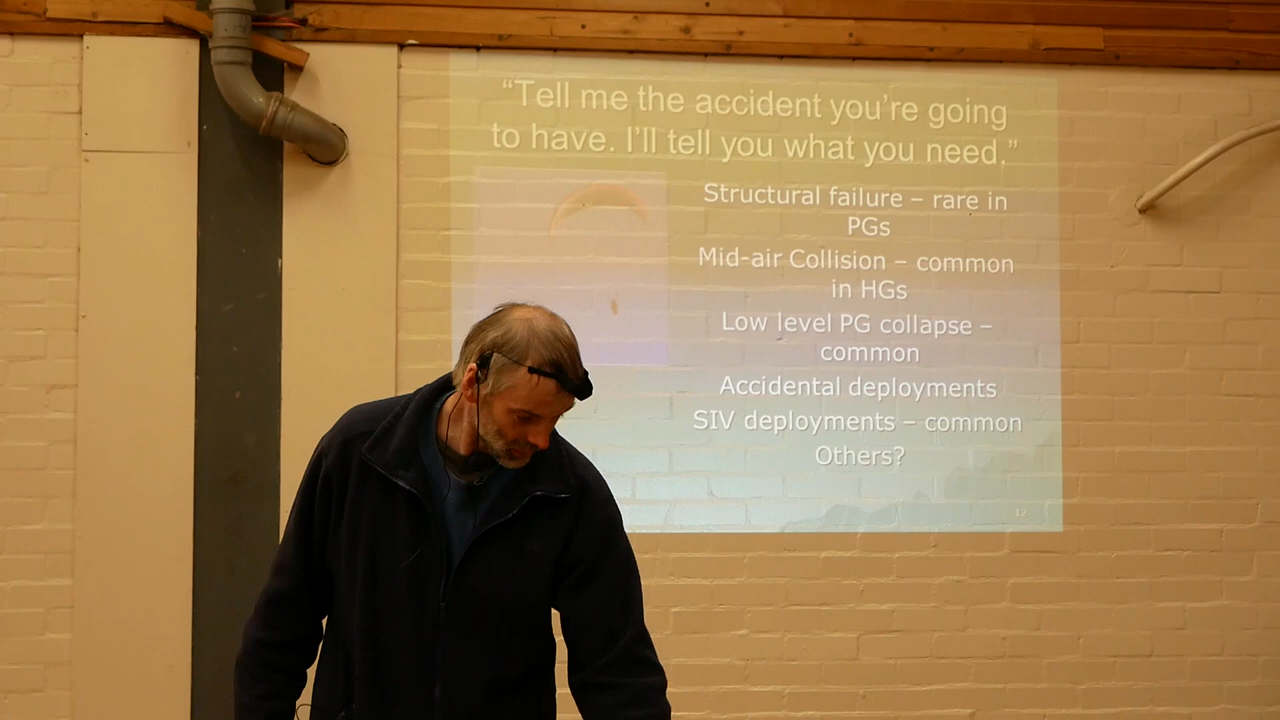 “Tell me the accident you’re going
to have. I’ll tell you what you need.”
Structural failure – rare in
PGs
Mid-air Collision – common
in HGs
Low level PG collapse –
common
Accidental deployments
SIV deployments – common
Others?
12